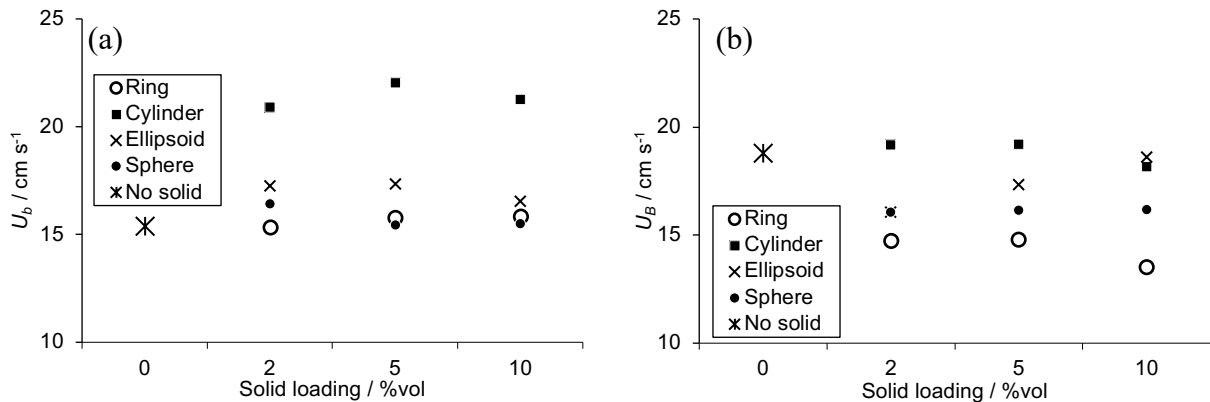 (a)
25
20
15
10
U_b / cm s⁻¹
Ring
Cylinder
Ellipsoid
Sphere
No solid
0 2 5 10
Solid loading / %vol
(b)
25
20
15
10
U_B / cm s⁻¹
Ring
Cylinder
Ellipsoid
Sphere
No solid
0 2 5 10
Solid loading / %vol